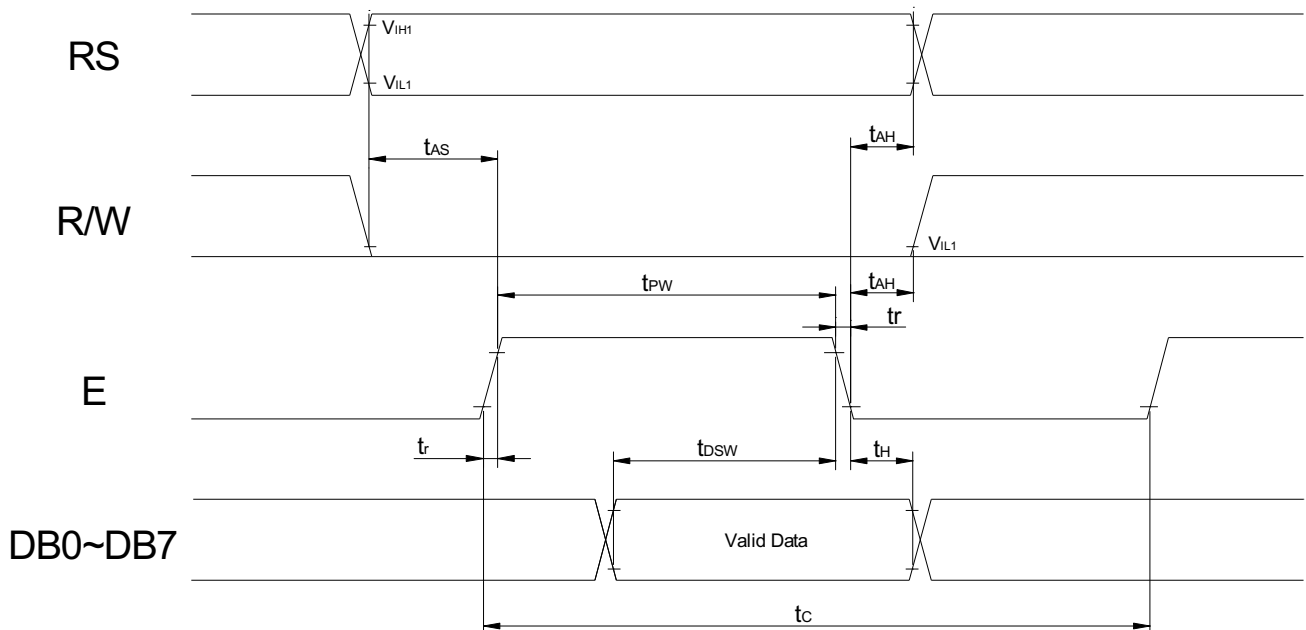 RS
VIH1
VIL1
tAS
tAH
R/W
VIL1
tPW
tAH
tr
E
tr
tDSW
tH
DB0~DB7
Valid Data
tC